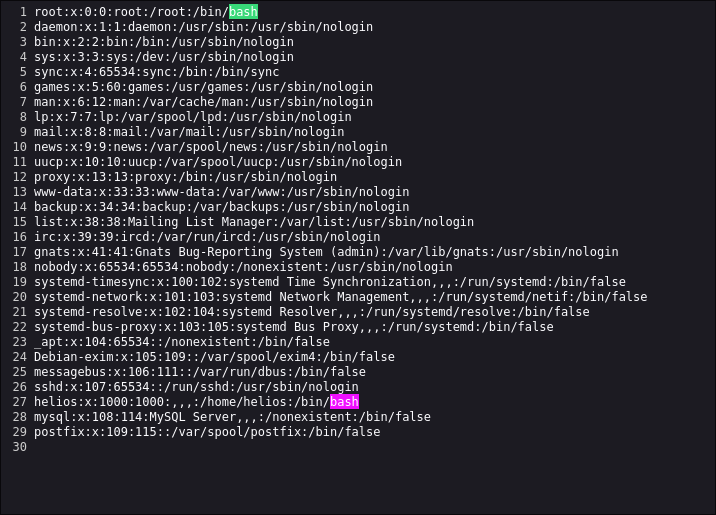 1 root:x:0:0:root:/root:/bin/bash
2 daemon:x:1:1:daemon:/usr/sbin:/usr/sbin/nologin
3 bin:x:2:2:bin:/bin:/usr/sbin/nologin
4 sys:x:3:3:sys:/dev:/usr/sbin/nologin
5 sync:x:4:65534:sync:/bin:/bin/sync
6 games:x:5:60:games:/usr/games:/usr/sbin/nologin
7 man:x:6:12:man:/var/cache/man:/usr/sbin/nologin
8 lp:x:7:7:lp:/var/spool/lpd:/usr/sbin/nologin
9 mail:x:8:8:mail:/var/mail:/usr/sbin/nologin
10 news:x:9:9:news:/var/spool/news:/usr/sbin/nologin
11 uucp:x:10:10:uucp:/var/spool/uucp:/usr/sbin/nologin
12 proxy:x:13:13:proxy:/bin:/usr/sbin/nologin
13 www-data:x:33:33:www-data:/var/www:/usr/sbin/nologin
14 backup:x:34:34:backup:/var/backups:/usr/sbin/nologin
15 list:x:38:38:Mailing List Manager:/var/list:/usr/sbin/nologin
16 irc:x:39:39:ircd:/var/run/ircd:/usr/sbin/nologin
17 gnats:x:41:41:Gnats Bug-Reporting System (admin):/var/lib/gnats:/usr/sbin/nologin
18 nobody:x:65534:65534:nobody:/nonexistent:/usr/sbin/nologin
19 systemd-timesync:x:100:102:systemd Time Synchronization,,,:/run/systemd:/bin/false
20 systemd-network:x:101:103:systemd Network Management,,,:/run/systemd/netif:/bin/false
21 systemd-resolve:x:102:104:systemd Resolver,,,:/run/systemd/resolve:/bin/false
22 systemd-bus-proxy:x:103:105:systemd Bus Proxy,,,:/run/systemd:/bin/false
23 _apt:x:104:65534::/nonexistent:/bin/false
24 Debian-exim:x:105:109::/var/spool/exim4:/bin/false
25 messagebus:x:106:111::/var/run/dbus:/bin/false
26 sshd:x:107:65534::/run/sshd:/usr/sbin/nologin
27 helios:x:1000:1000:,,,:/home/helios:/bin/bash
28 mysql:x:108:114:MySQL Server,,,:/nonexistent:/bin/false
29 postfix:x:109:115::/var/spool/postfix:/bin/false
30